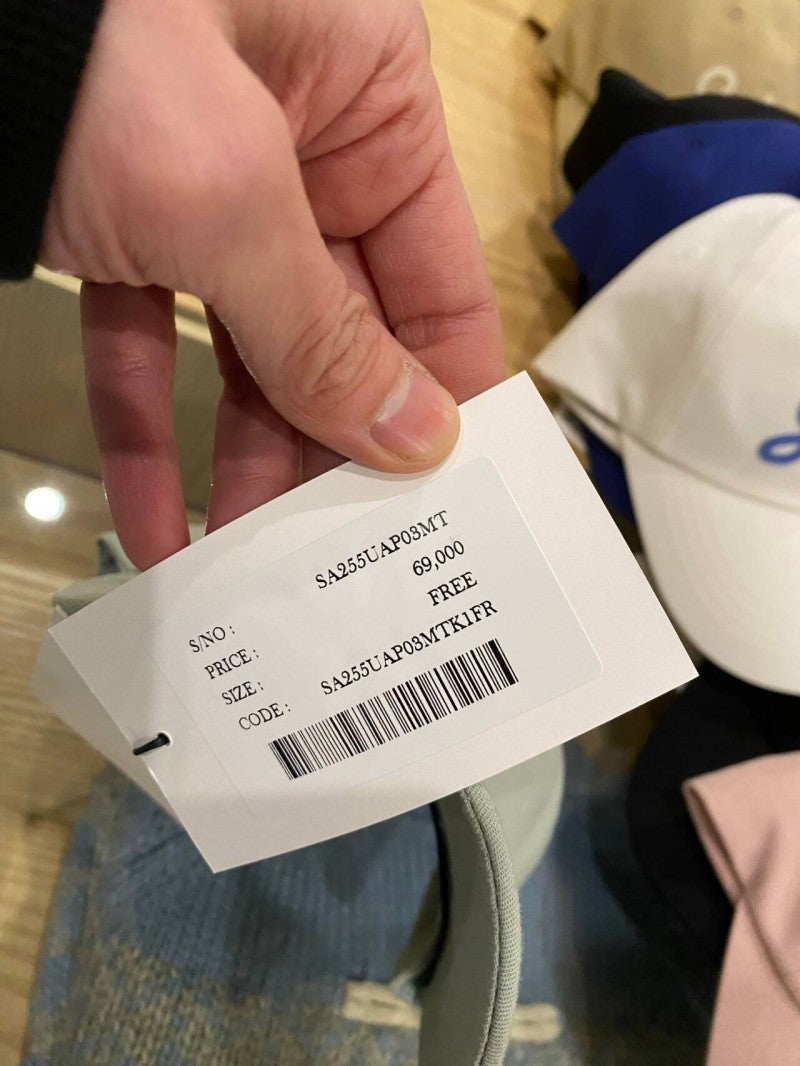 S/NO : SA255UAP03MT
PRICE : 69,000
SIZE : FREE
CODE : SA255UAP03MTK1FR